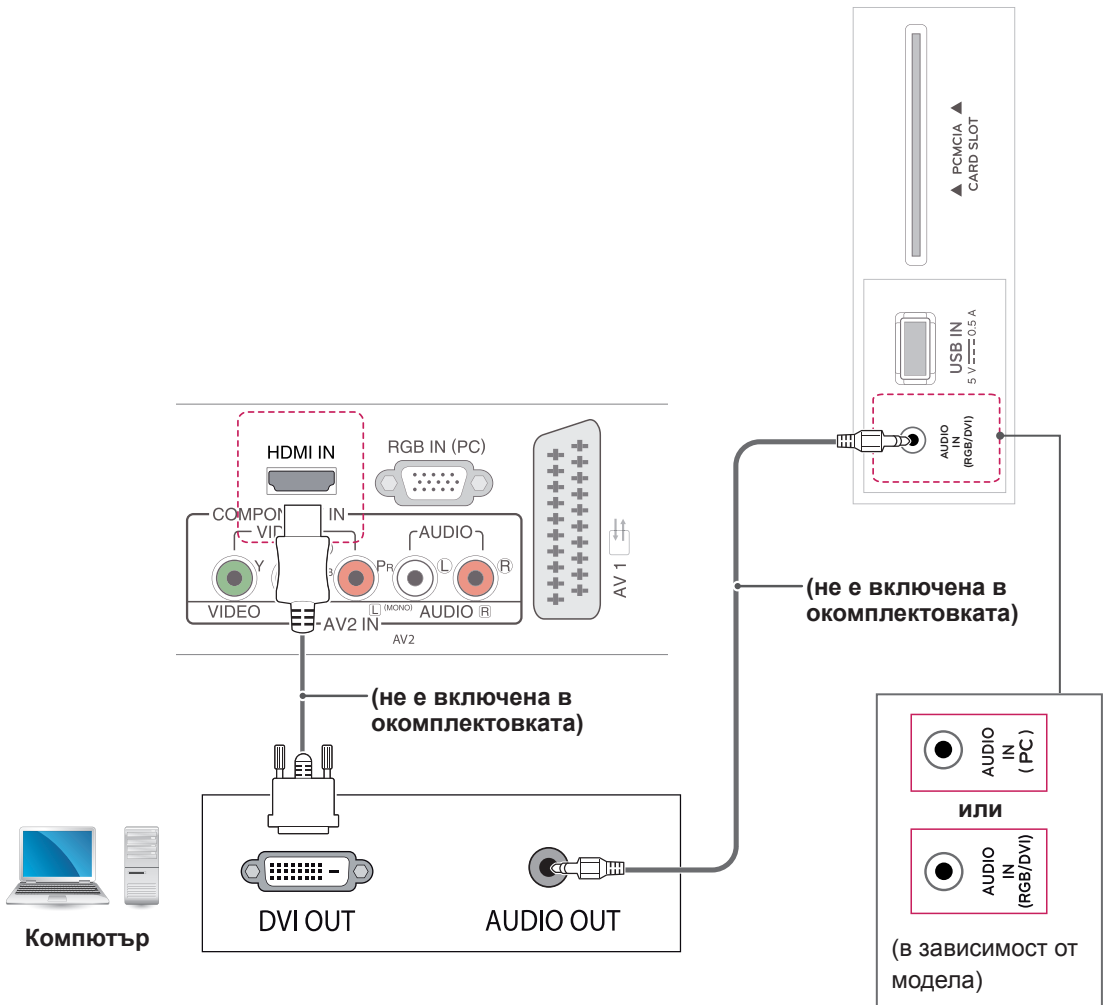 ▲ PCMCIA ▲
CARD SLOT
USB IN
5 V 0.5 A
AUDIO
IN
(RGB/DVI)
HDMI IN
RGB IN (PC)
COMPO IN
VID
AUDIO
Y
B
PR
L
R
VIDEO
L (MONO) AUDIO R
AV2 IN
AV2
AV 1
(не е включена в
окомплектовката)
(не е включена в
окомплектовката)
AUDIO
IN
(PC)
или
AUDIO
IN
(RGB/DVI)
(в зависимост от
модела)
DVI OUT
AUDIO OUT
Компютър